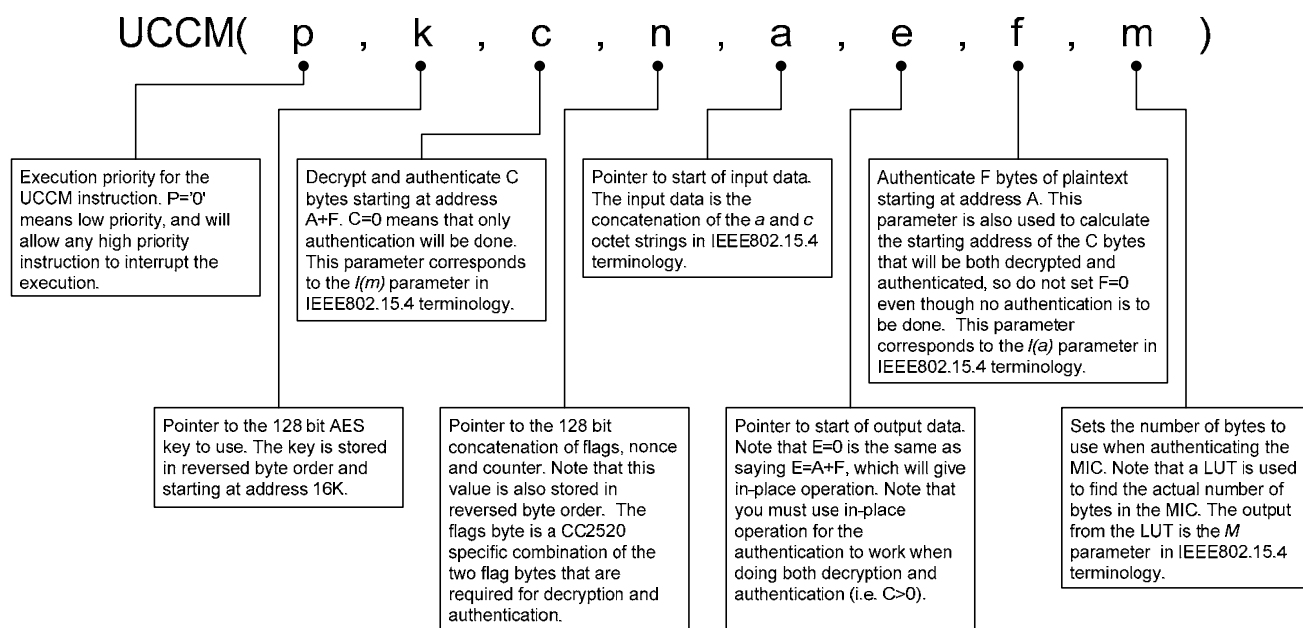 UCCM( p , k , c , n , a , e , f , m )
Execution priority for the
UCCM instruction. P='0'
means low priority, and will
allow any high priority
instruction to interrupt the
execution.
Decrypt and authenticate C
bytes starting at address
A+F. C=0 means that only
authentication will be done.
This parameter corresponds
to the l(m) parameter in
IEEE802.15.4 terminology.
Pointer to start of input data.
The input data is the
concatenation of the a and c
octet strings in IEEE802.15.4
terminology.
Authenticate F bytes of plaintext
starting at address A. This
parameter is also used to calculate
the starting address of the C bytes
that will be both decrypted and
authenticated, so do not set F=0
even though no authentication is to
be done. This parameter
corresponds to the l(a) parameter in
IEEE802.15.4 terminology.
Pointer to the 128 bit AES
key to use. The key is stored
in reversed byte order and
starting at address 16K.
Pointer to the 128 bit
concatenation of flags, nonce
and counter. Note that this
value is also stored in
reversed byte order. The
flags byte is a CC2520
specific combination of the
two flag bytes that are
required for decryption and
authentication.
Pointer to start of output data.
Note that E=0 is the same as
saying E=A+F, which will give
in-place operation. Note that
you must use in-place
operation for the
authentication to work when
doing both decryption and
authentication (i.e. C>0).
Sets the number of bytes to
use when authenticating the
MIC. Note that a LUT is used
to find the actual number of
bytes in the MIC. The output
from the LUT is the M
parameter in IEEE802.15.4
terminology.